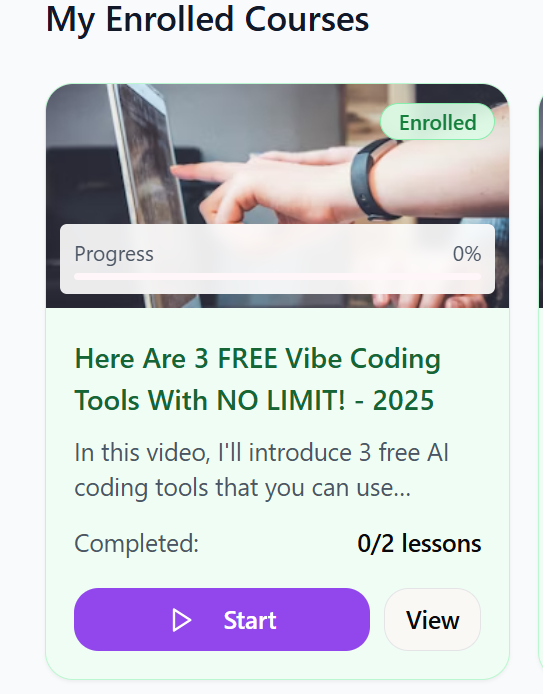 My Enrolled Courses
Enrolled
Progress 0%
Here Are 3 FREE Vibe Coding
Tools With NO LIMIT! - 2025
In this video, I'll introduce 3 free AI
coding tools that you can use...
Completed: 0/2 lessons
Start View